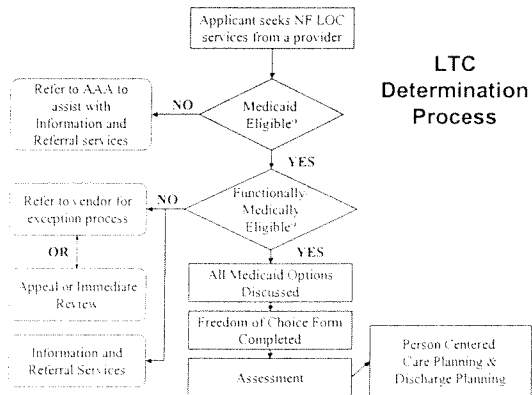 Applicant seeks NF LOC
services from a provider
LTC
Determination
Process
Refer to AAA to
assist with
Information and
Referral services
NO
Medicaid
Eligible?
YES
Refer to vendor for
exception process
NO
Functionally
Medically
Eligible?
OR
YES
Appeal or Immediate
Review
All Medicaid Options
Discussed
Freedom of Choice Form
Completed
Information and
Referral Services
Assessment
Person Centered
Care Planning &
Discharge Planning